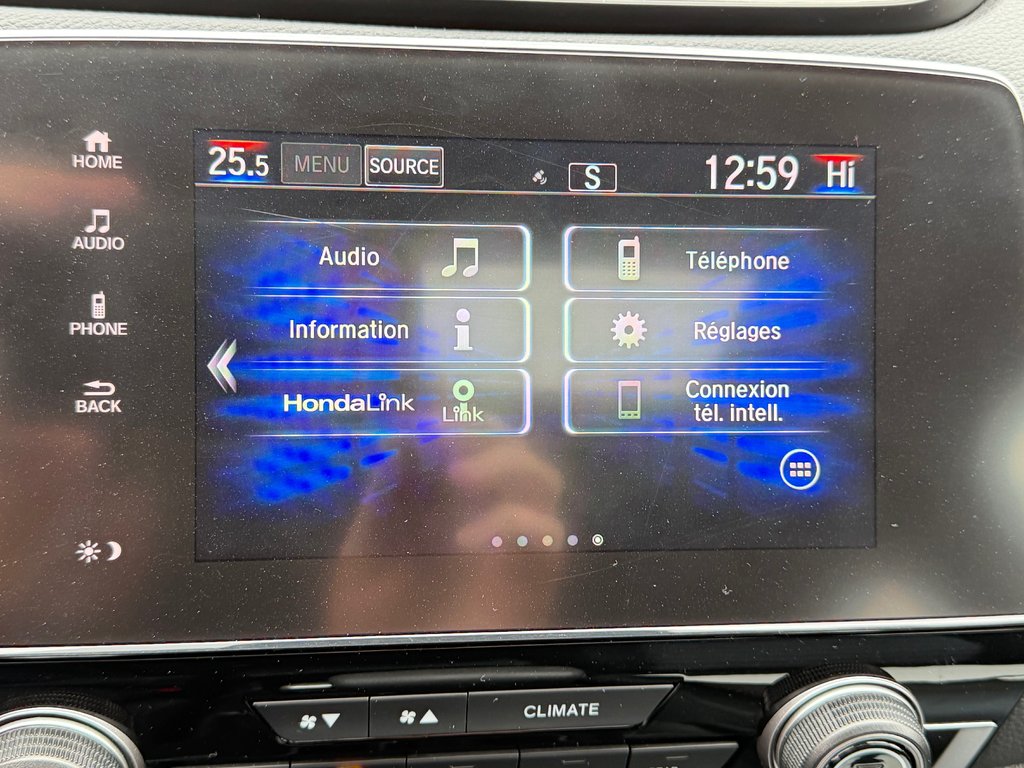 HOME
AUDIO
PHONE
BACK
25.5 MENU SOURCE S 12:59 Hi
Audio
Téléphone
Information
Réglages
HondaLink Link
Connexion
tél. intell.
CLIMATE